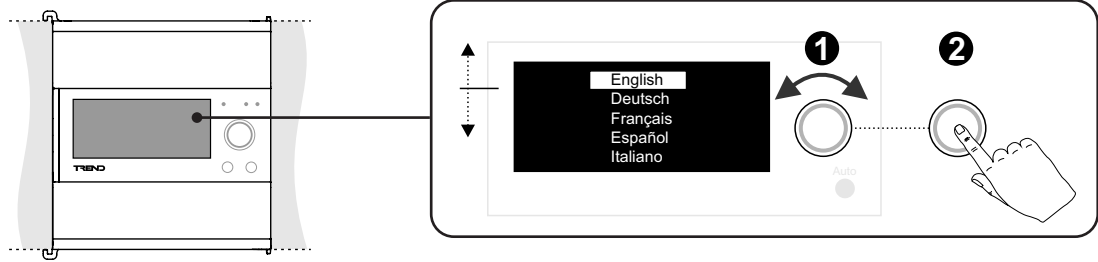 TREND
1
2
English
Deutsch
Français
Español
Italiano
Auto